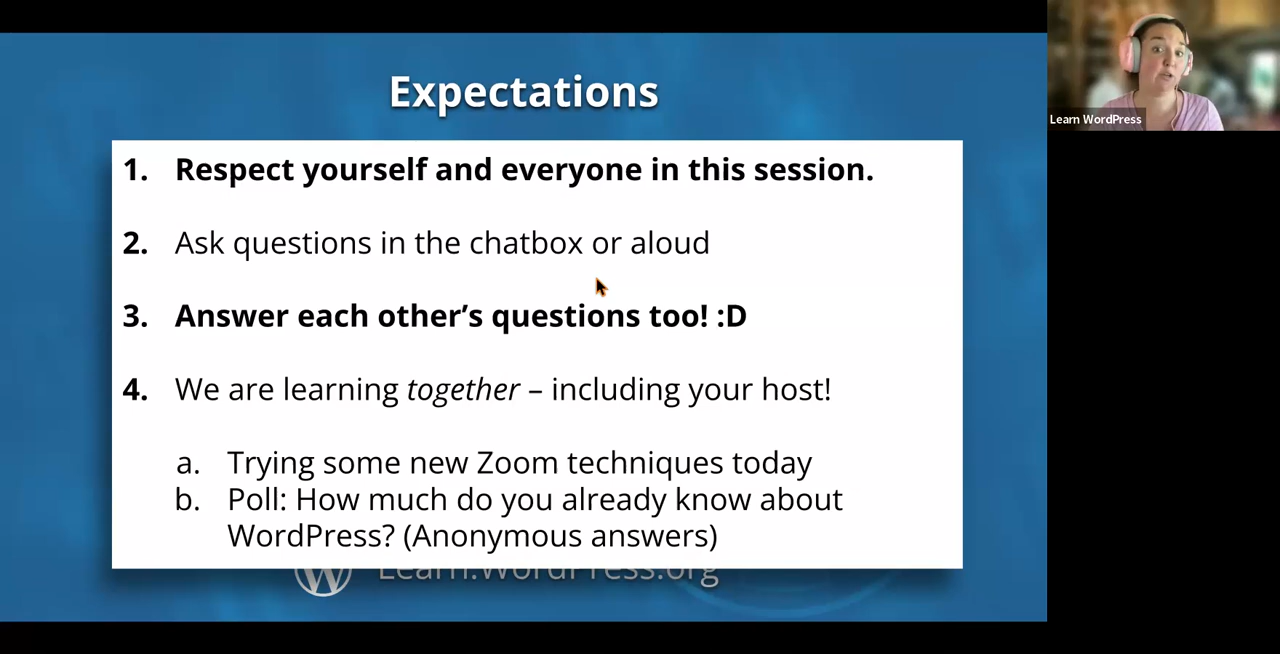 Expectations
1. Respect yourself and everyone in this session.
2. Ask questions in the chatbox or aloud
3. Answer each other’s questions too! :D
4. We are learning together – including your host!
a. Trying some new Zoom techniques today
b. Poll: How much do you already know about
WordPress? (Anonymous answers)
Learn.WordPress.org
Learn WordPress